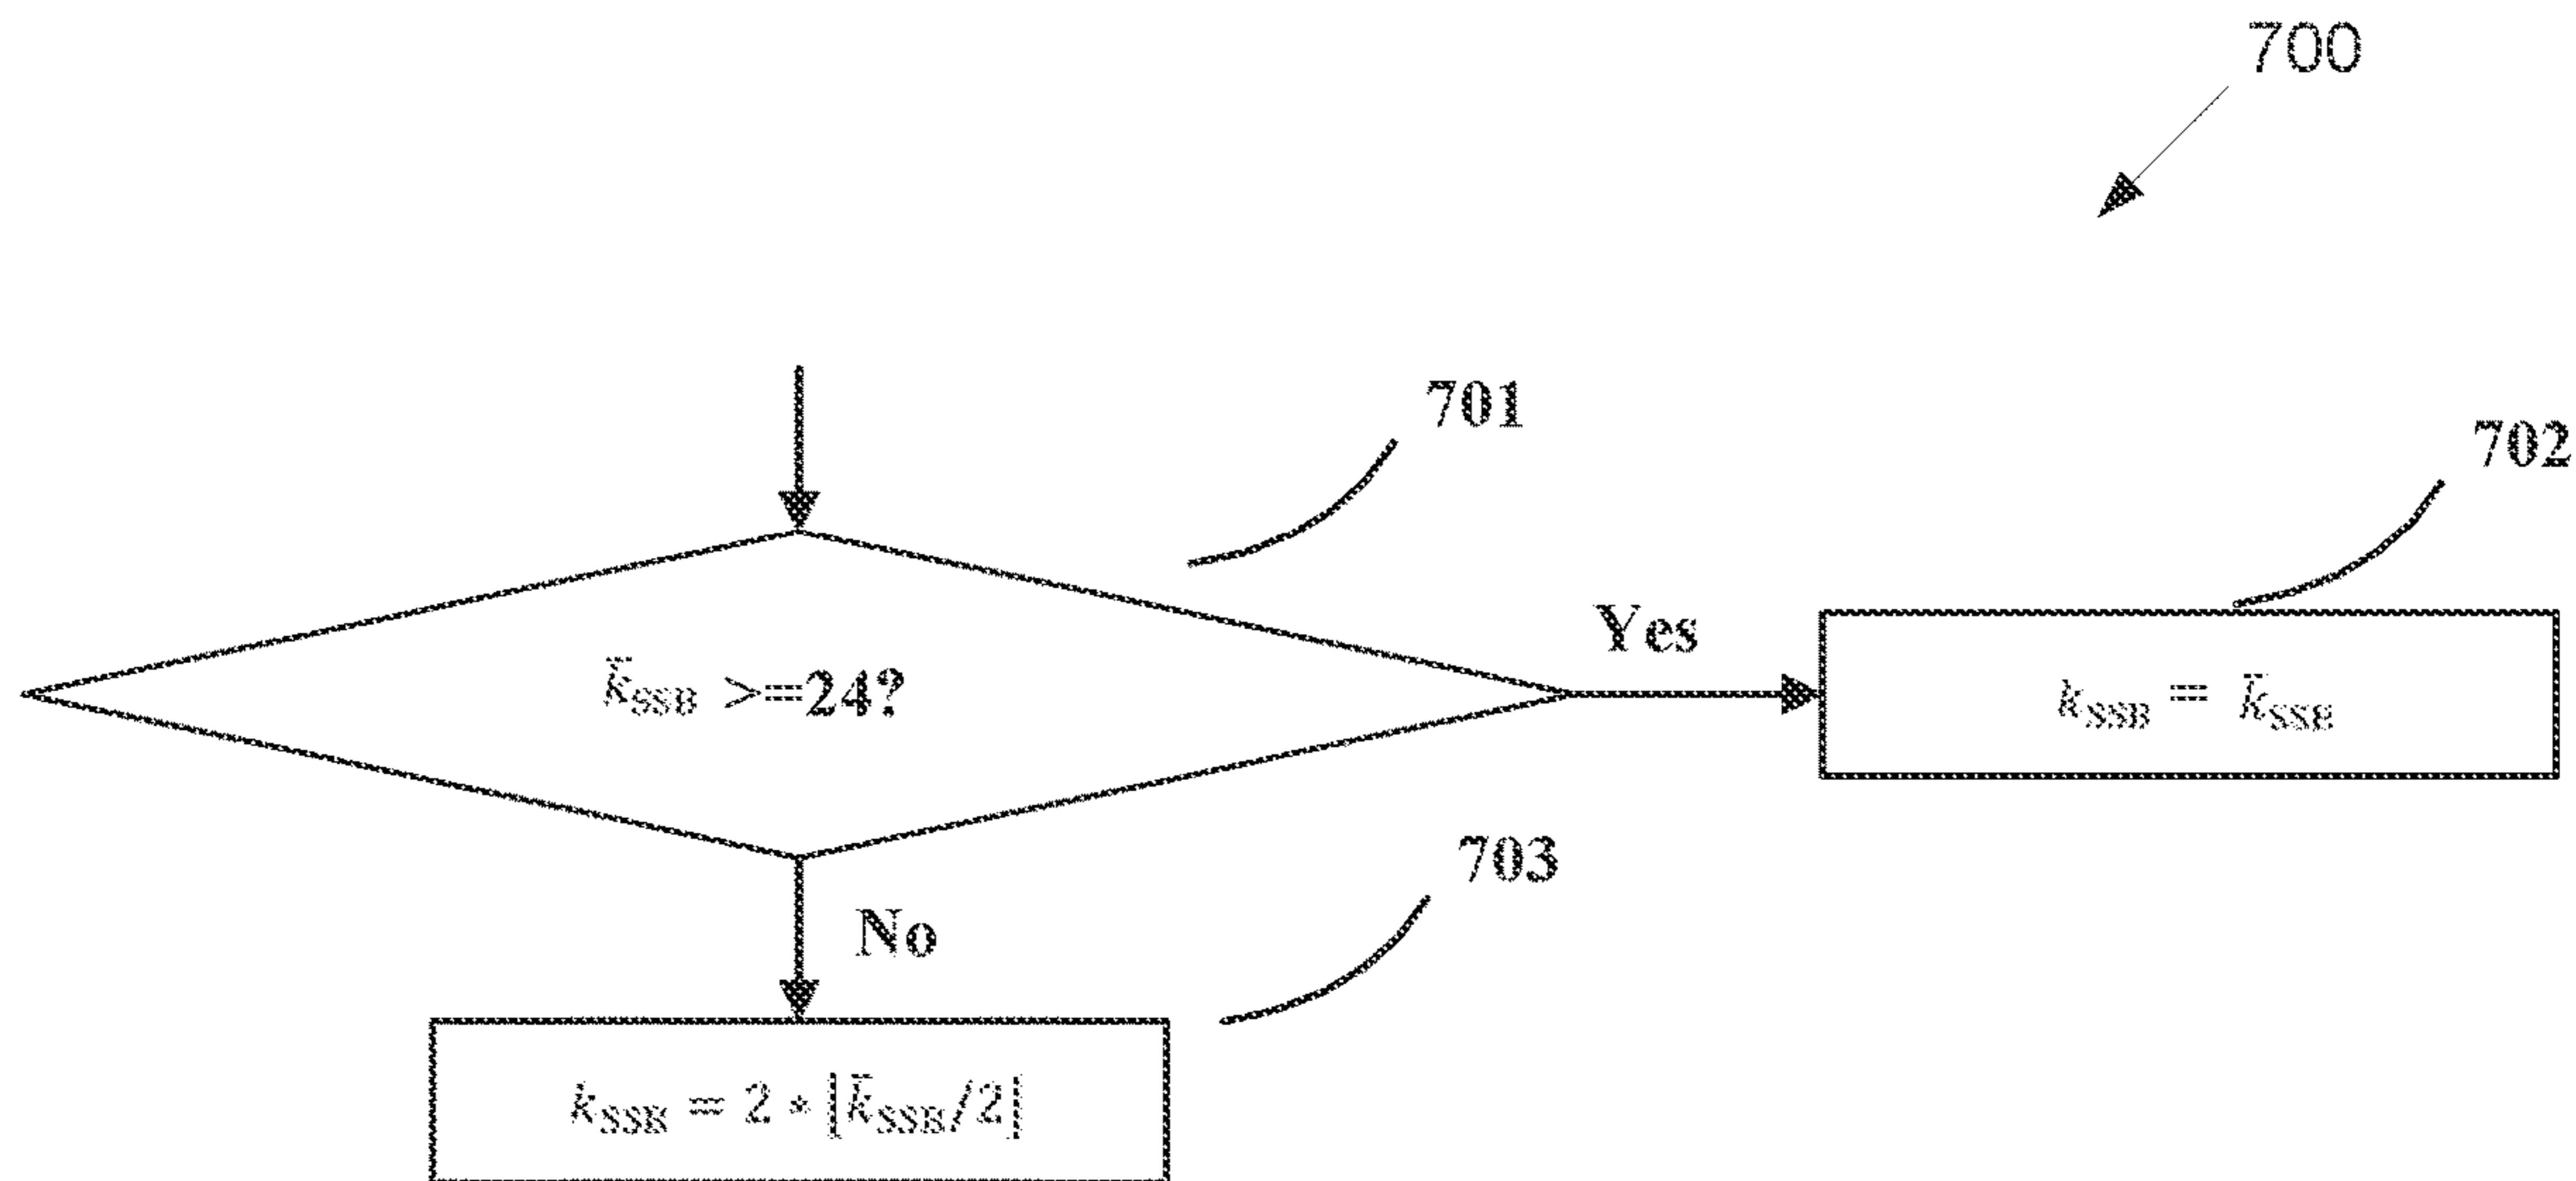 700
701
702
k̄SSB >=24?
Yes
kSSB = k̄SSB
703
No
kSSB = 2 * ⌊k̄SSB/2⌋